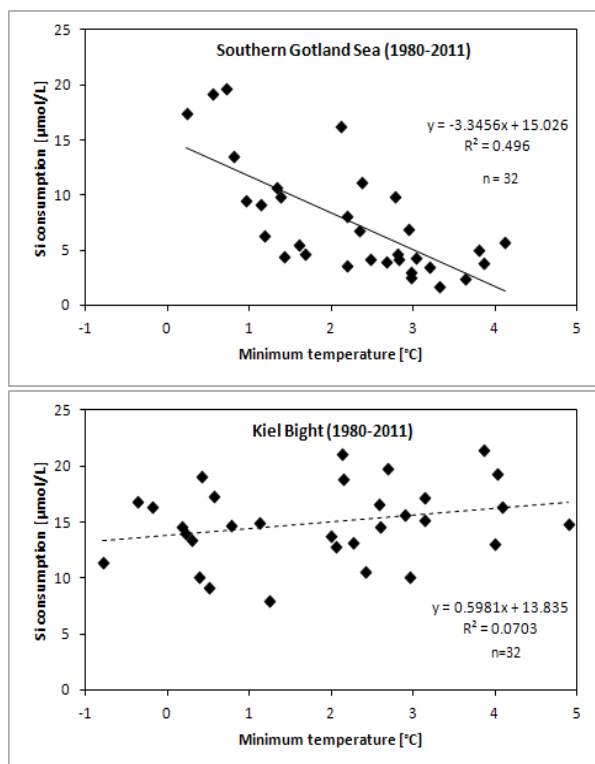 Southern Gotland Sea (1980-2011)
Si consumption [µmol/L]
25
20
15
10
5
0
y = -3.3456x + 15.026
R² = 0.496
n = 32
-1 0 1 2 3 4 5
Minimum temperature [°C]
Kiel Bight (1980-2011)
Si consumption [µmol/L]
25
20
15
10
5
0
y = 0.5981x + 13.835
R² = 0.0703
n=32
-1 0 1 2 3 4 5
Minimum temperature [°C]